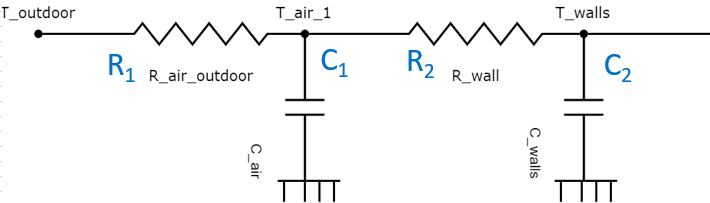 T_outdoor
T_air_1
T_walls
R1
R_air_outdoor
C1
R2
R_wall
C2
C_air
C_walls